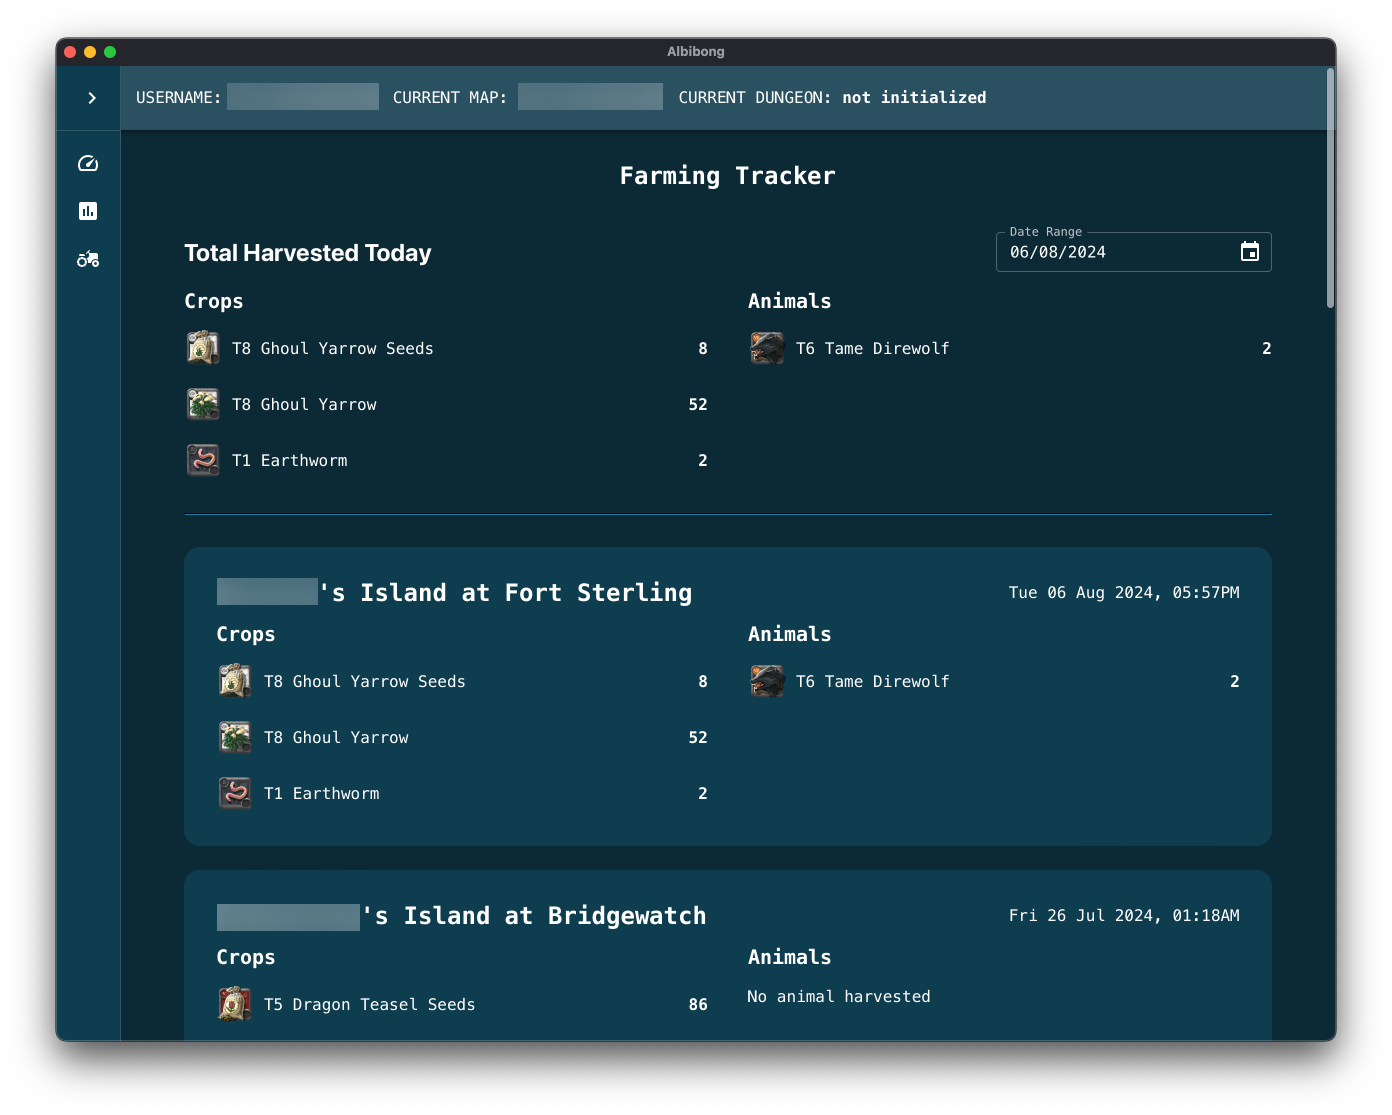 Albibong
USERNAME: CURRENT MAP: CURRENT DUNGEON: not initialized
Farming Tracker
Total Harvested Today
Date Range
06/08/2024
Crops
T8 Ghoul Yarrow Seeds 8
T8 Ghoul Yarrow 52
T1 Earthworm 2
Animals
T6 Tame Direwolf 2
's Island at Fort Sterling
Tue 06 Aug 2024, 05:57PM
Crops
T8 Ghoul Yarrow Seeds 8
T8 Ghoul Yarrow 52
T1 Earthworm 2
Animals
T6 Tame Direwolf 2
's Island at Bridgewatch
Fri 26 Jul 2024, 01:18AM
Crops
T5 Dragon Teasel Seeds 86
Animals
No animal harvested